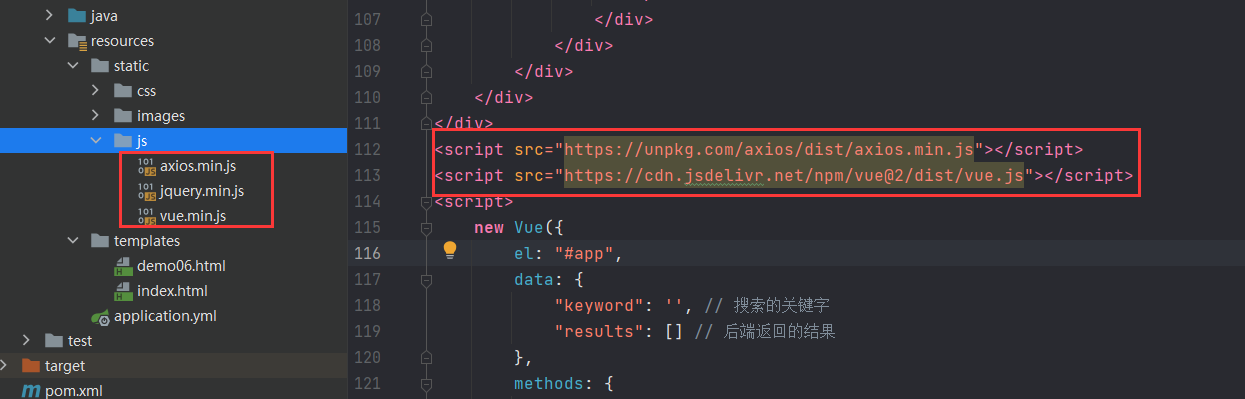 java
resources
static
css
images
js
axios.min.js
jquery.min.js
vue.min.js
templates
demo06.html
index.html
application.yml
test
target
pom.xml
107 </div>
108 </div>
109 </div>
110 </div>
111 </div>
112 <script src="https://unpkg.com/axios/dist/axios.min.js"></script>
113 <script src="https://cdn.jsdelivr.net/npm/vue@2/dist/vue.js"></script>
114 <script>
115 new Vue({
116 el: "#app",
117 data: {
118 "keyword": '', // 搜索的关键字
119 "results": [] // 后端返回的结果
120 },
121 methods: {